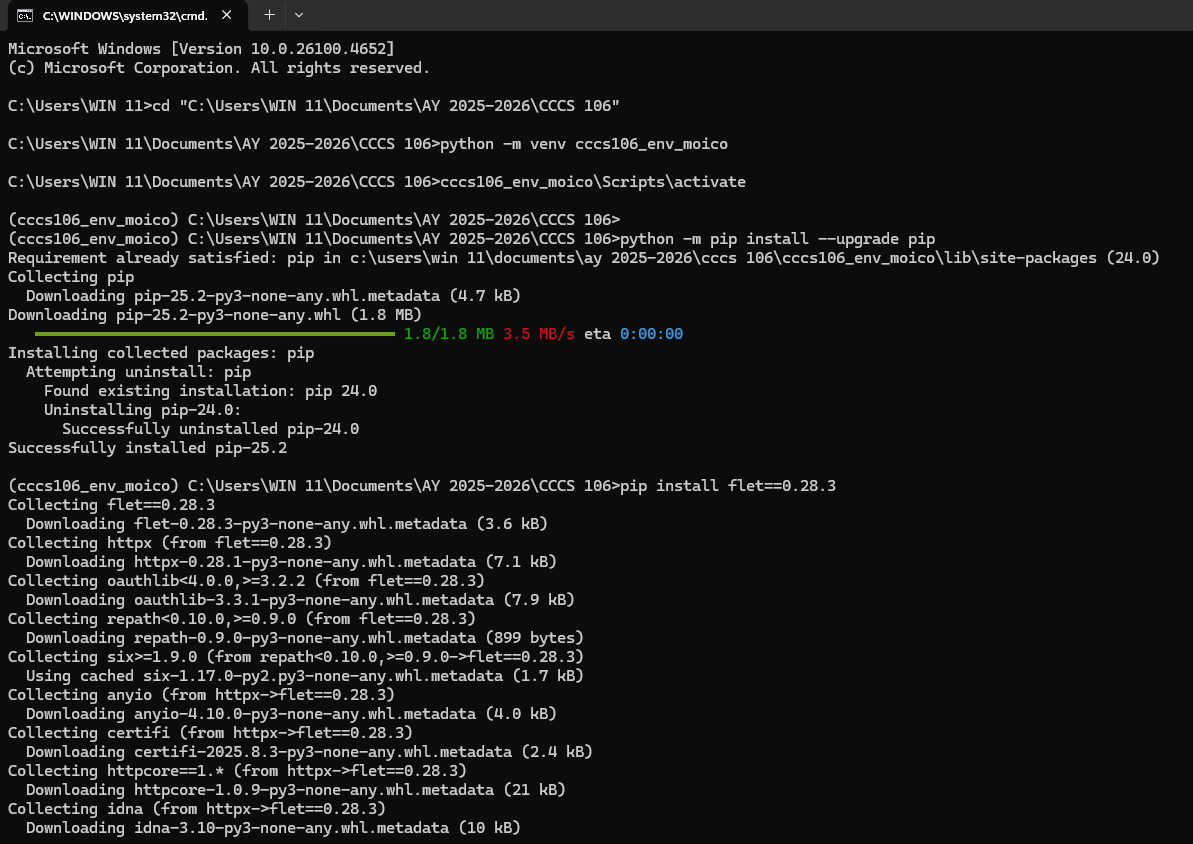 C:\WINDOWS\system32\cmd.
Microsoft Windows [Version 10.0.26100.4652]
(c) Microsoft Corporation. All rights reserved.
C:\Users\WIN 11>cd "C:\Users\WIN 11\Documents\AY 2025-2026\CCCS 106"
C:\Users\WIN 11\Documents\AY 2025-2026\CCCS 106>python -m venv cccs106_env_moico
C:\Users\WIN 11\Documents\AY 2025-2026\CCCS 106>cccs106_env_moico\Scripts\activate
(cccs106_env_moico) C:\Users\WIN 11\Documents\AY 2025-2026\CCCS 106>
(cccs106_env_moico) C:\Users\WIN 11\Documents\AY 2025-2026\CCCS 106>python -m pip install --upgrade pip
Requirement already satisfied: pip in c:\users\win 11\documents\ay 2025-2026\cccs 106\cccs106_env_moico\lib\site-packages (24.0)
Collecting pip
  Downloading pip-25.2-py3-none-any.whl.metadata (4.7 kB)
Downloading pip-25.2-py3-none-any.whl (1.8 MB)
1.8/1.8 MB 3.5 MB/s eta 0:00:00
Installing collected packages: pip
  Attempting uninstall: pip
    Found existing installation: pip 24.0
    Uninstalling pip-24.0:
      Successfully uninstalled pip-24.0
Successfully installed pip-25.2
(cccs106_env_moico) C:\Users\WIN 11\Documents\AY 2025-2026\CCCS 106>pip install flet==0.28.3
Collecting flet==0.28.3
  Downloading flet-0.28.3-py3-none-any.whl.metadata (3.6 kB)
Collecting httpx (from flet==0.28.3)
  Downloading httpx-0.28.1-py3-none-any.whl.metadata (7.1 kB)
Collecting oauthlib<4.0.0,>=3.2.2 (from flet==0.28.3)
  Downloading oauthlib-3.3.1-py3-none-any.whl.metadata (7.9 kB)
Collecting repath<0.10.0,>=0.9.0 (from flet==0.28.3)
  Downloading repath-0.9.0-py3-none-any.whl.metadata (899 bytes)
Collecting six>=1.9.0 (from repath<0.10.0,>=0.9.0->flet==0.28.3)
  Using cached six-1.17.0-py2.py3-none-any.whl.metadata (1.7 kB)
Collecting anyio (from httpx->flet==0.28.3)
  Downloading anyio-4.10.0-py3-none-any.whl.metadata (4.0 kB)
Collecting certifi (from httpx->flet==0.28.3)
  Downloading certifi-2025.8.3-py3-none-any.whl.metadata (2.4 kB)
Collecting httpcore==1.* (from httpx->flet==0.28.3)
  Downloading httpcore-1.0.9-py3-none-any.whl.metadata (21 kB)
Collecting idna (from httpx->flet==0.28.3)
  Downloading idna-3.10-py3-none-any.whl.metadata (10 kB)